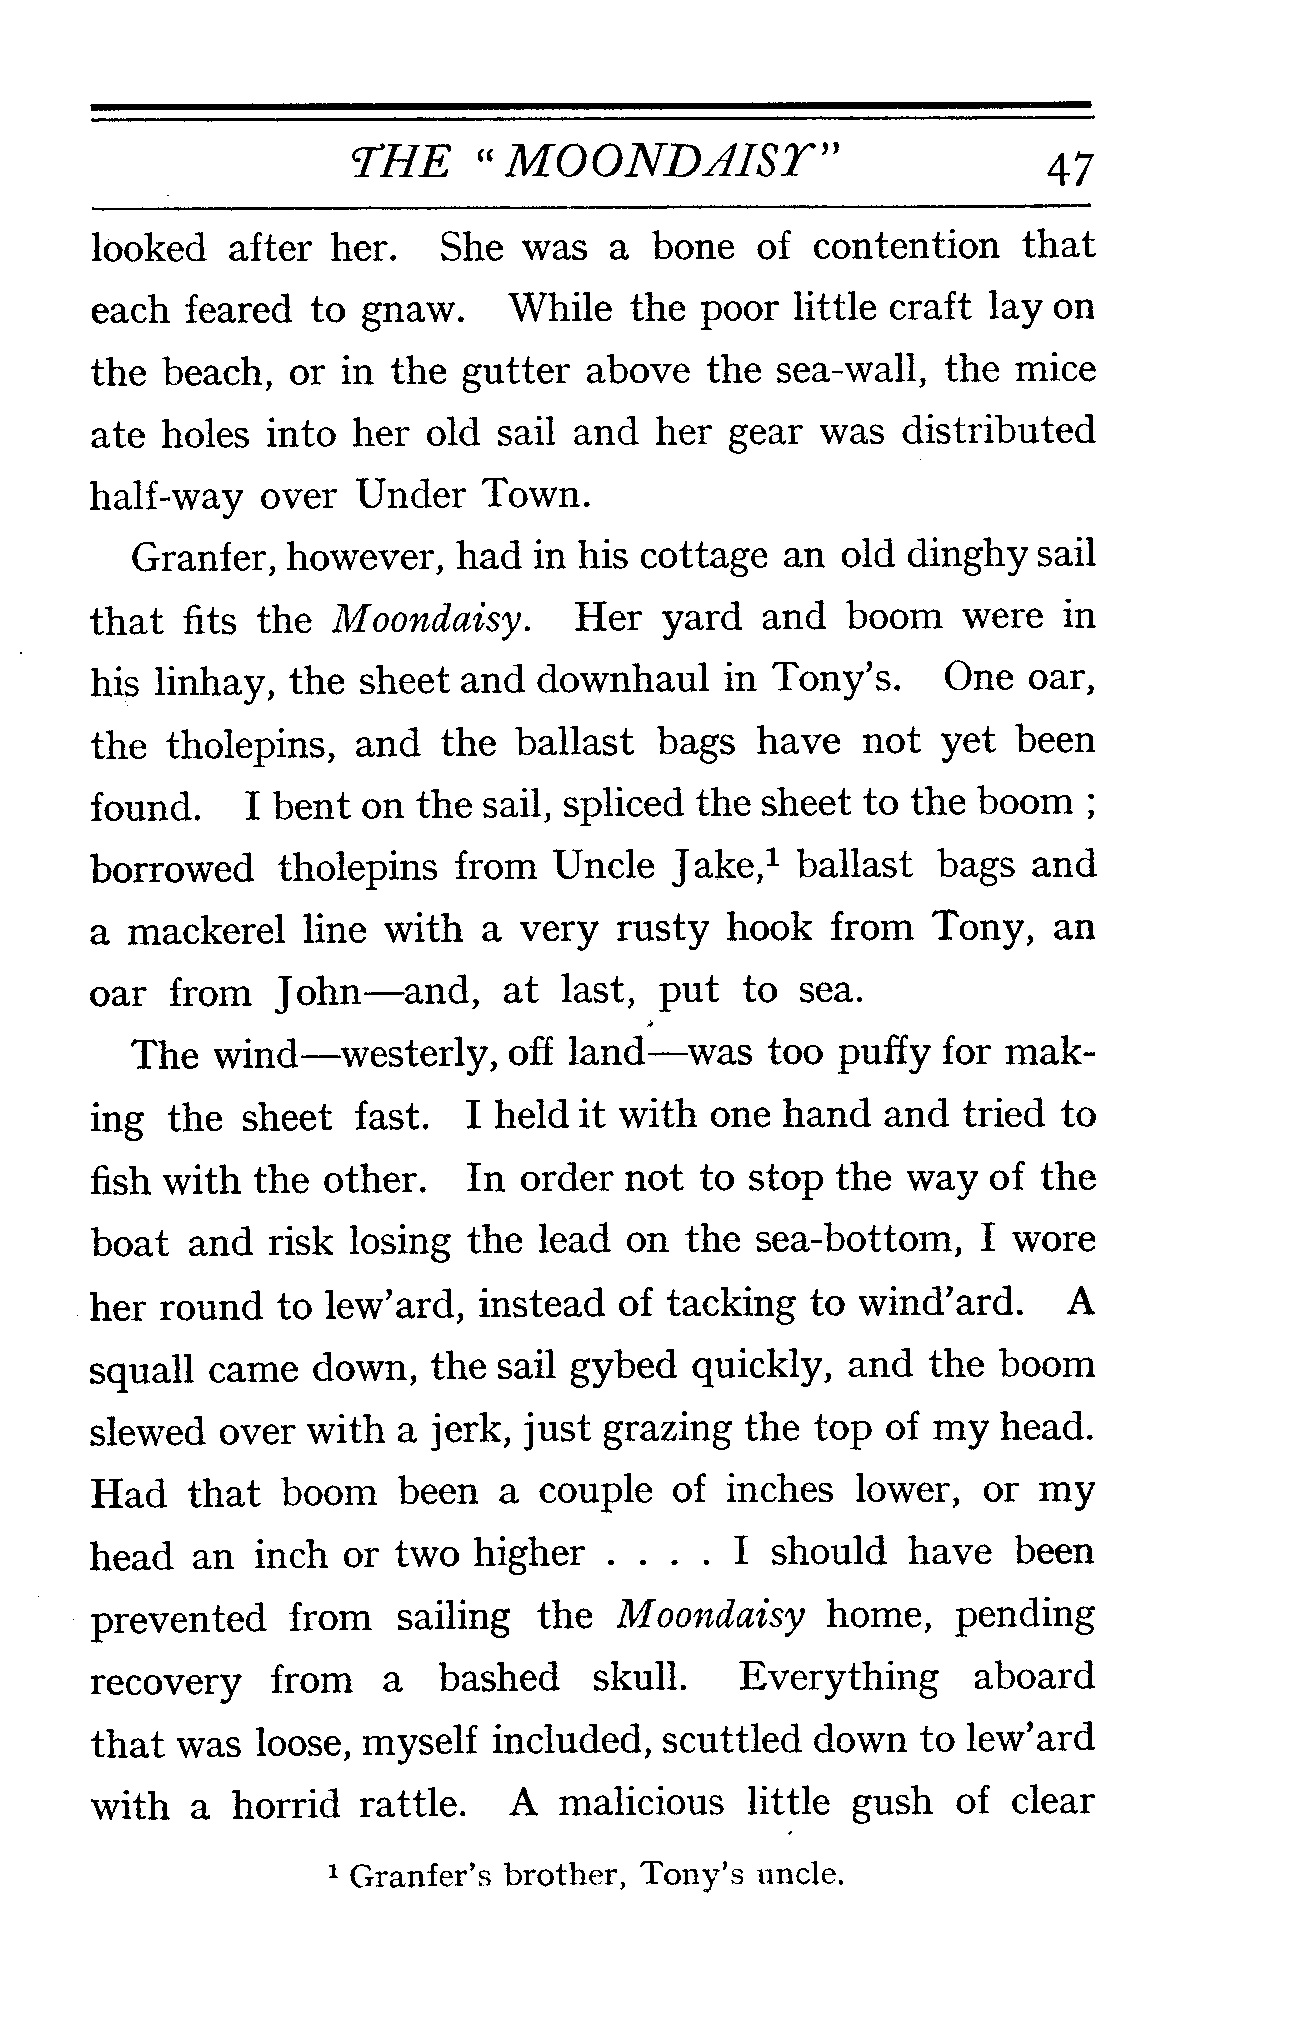 THE "MOONDAISY" 47
looked after her. She was a bone of contention that
each feared to gnaw. While the poor little craft lay on
the beach, or in the gutter above the sea-wall, the mice
ate holes into her old sail and her gear was distributed
half-way over Under Town.
Granfer, however, had in his cottage an old dinghy sail
that fits the Moondaisy. Her yard and boom were in
his linhay, the sheet and downhaul in Tony's. One oar,
the tholepins, and the ballast bags have not yet been
found. I bent on the sail, spliced the sheet to the boom ;
borrowed tholepins from Uncle Jake,¹ ballast bags and
a mackerel line with a very rusty hook from Tony, an
oar from John—and, at last, put to sea.
The wind—westerly, off land—was too puffy for mak-
ing the sheet fast. I held it with one hand and tried to
fish with the other. In order not to stop the way of the
boat and risk losing the lead on the sea-bottom, I wore
her round to lew'ard, instead of tacking to wind'ard. A
squall came down, the sail gybed quickly, and the boom
slewed over with a jerk, just grazing the top of my head.
Had that boom been a couple of inches lower, or my
head an inch or two higher . . . . I should have been
prevented from sailing the Moondaisy home, pending
recovery from a bashed skull. Everything aboard
that was loose, myself included, scuttled down to lew'ard
with a horrid rattle. A malicious little gush of clear
¹ Granfer's brother, Tony's uncle.